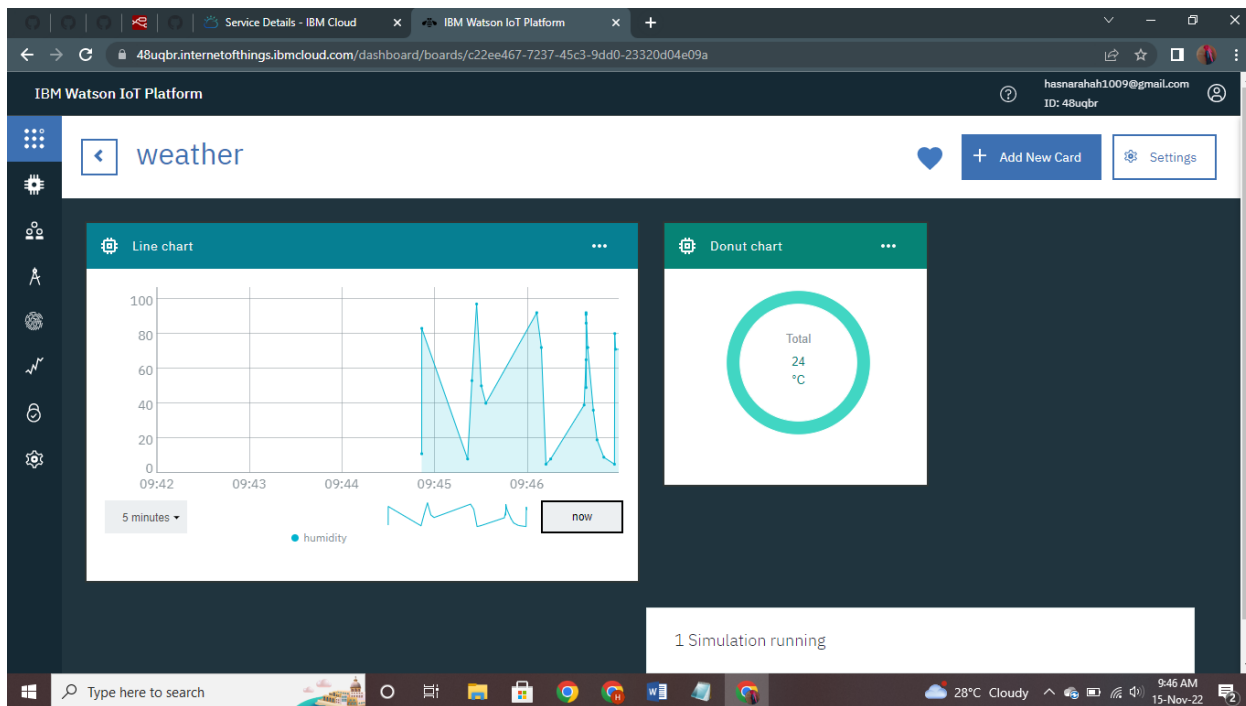 Service Details - IBM Cloud
IBM Watson IoT Platform
48uqbr.internetofthings.ibmcloud.com/dashboard/boards/c22ee467-7237-45c3-9dd0-23320d04e09a
IBM Watson IoT Platform
hasnarahah1009@gmail.com
ID: 48uqbr
weather
Add New Card
Settings
Line chart
Donut chart
100
80
60
40
20
0
09:42 09:43 09:44 09:45 09:46
5 minutes
now
humidity
Total
24
°C
1 Simulation running
Type here to search
28°C Cloudy
9:46 AM
15-Nov-22
2